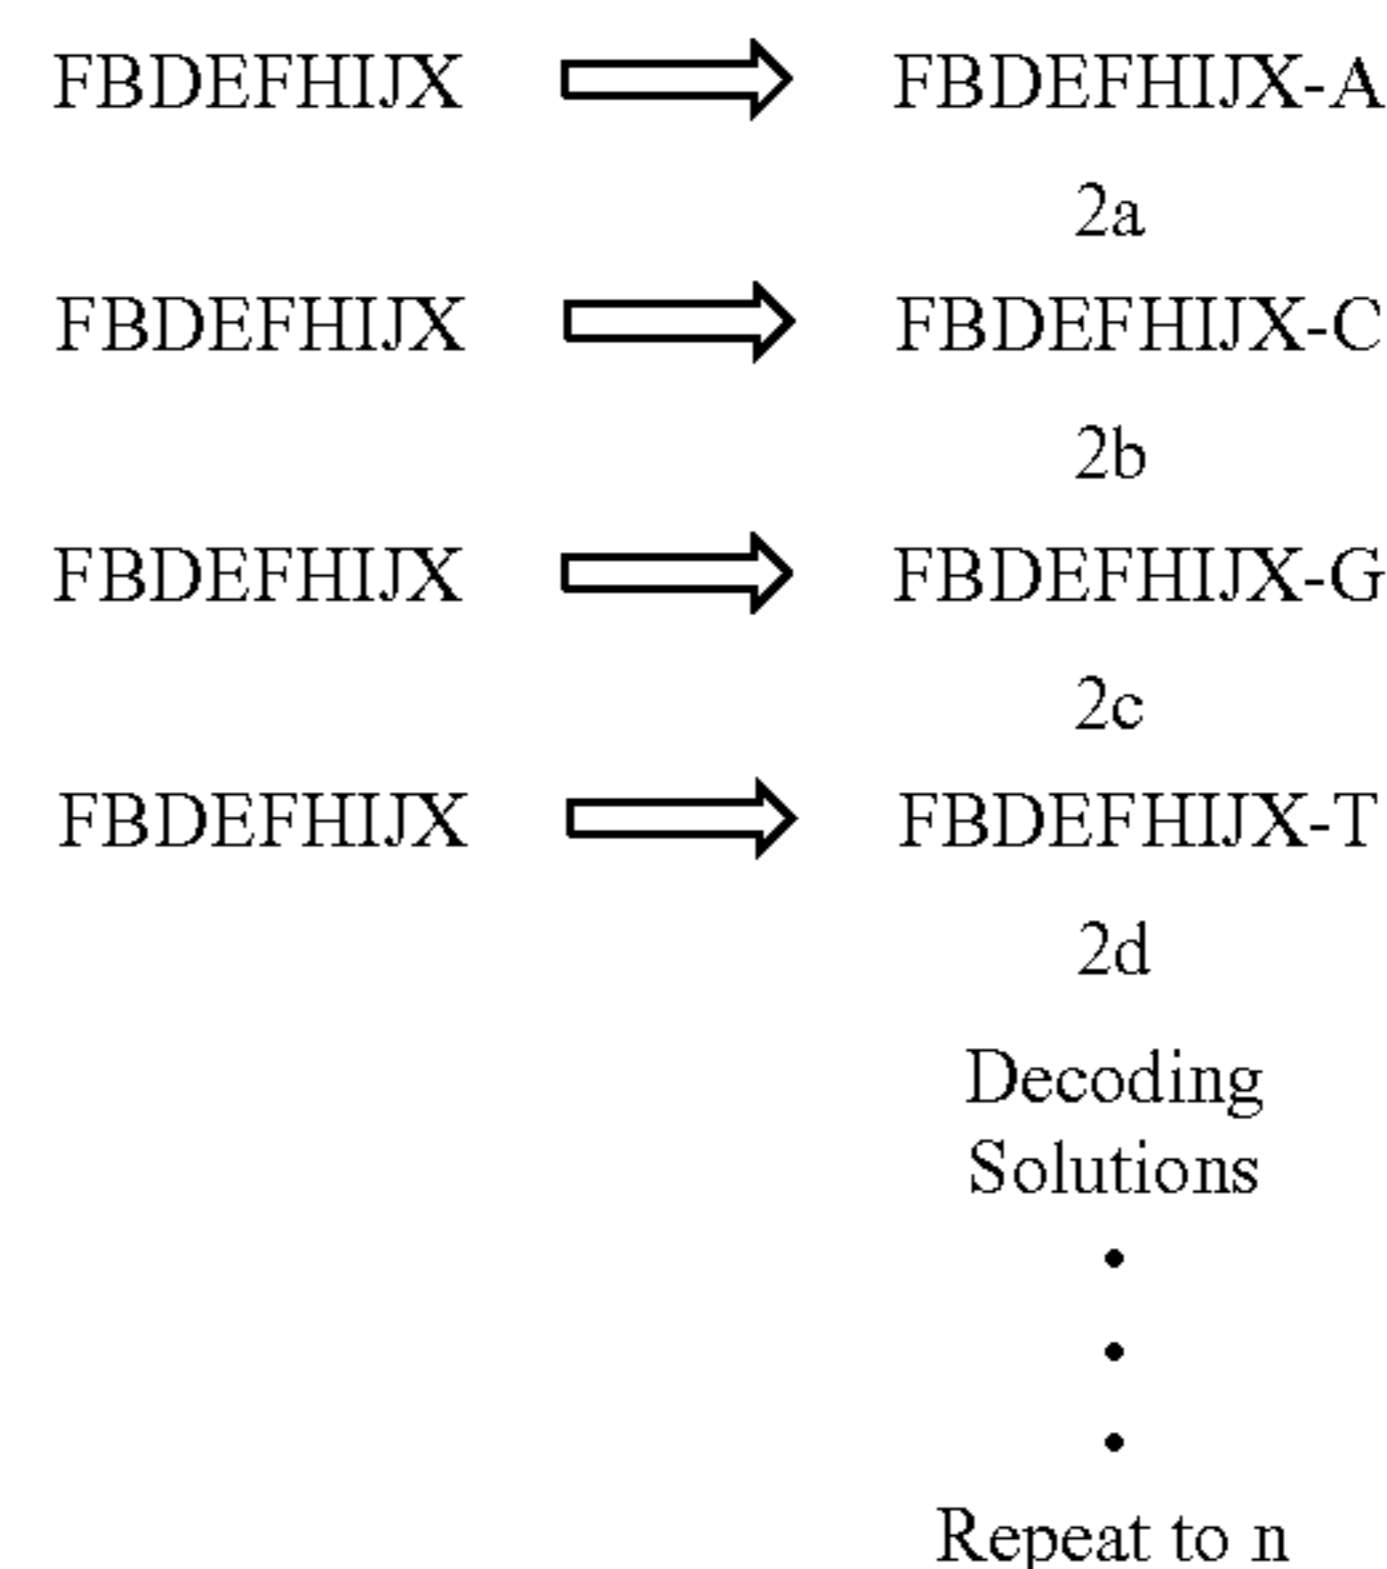 FBDEFHIJX FBDEFHIJX-A
2a
FBDEFHIJX FBDEFHIJX-C
2b
FBDEFHIJX FBDEFHIJX-G
2c
FBDEFHIJX FBDEFHIJX-T
2d
Decoding
Solutions
•
•
•
Repeat to n